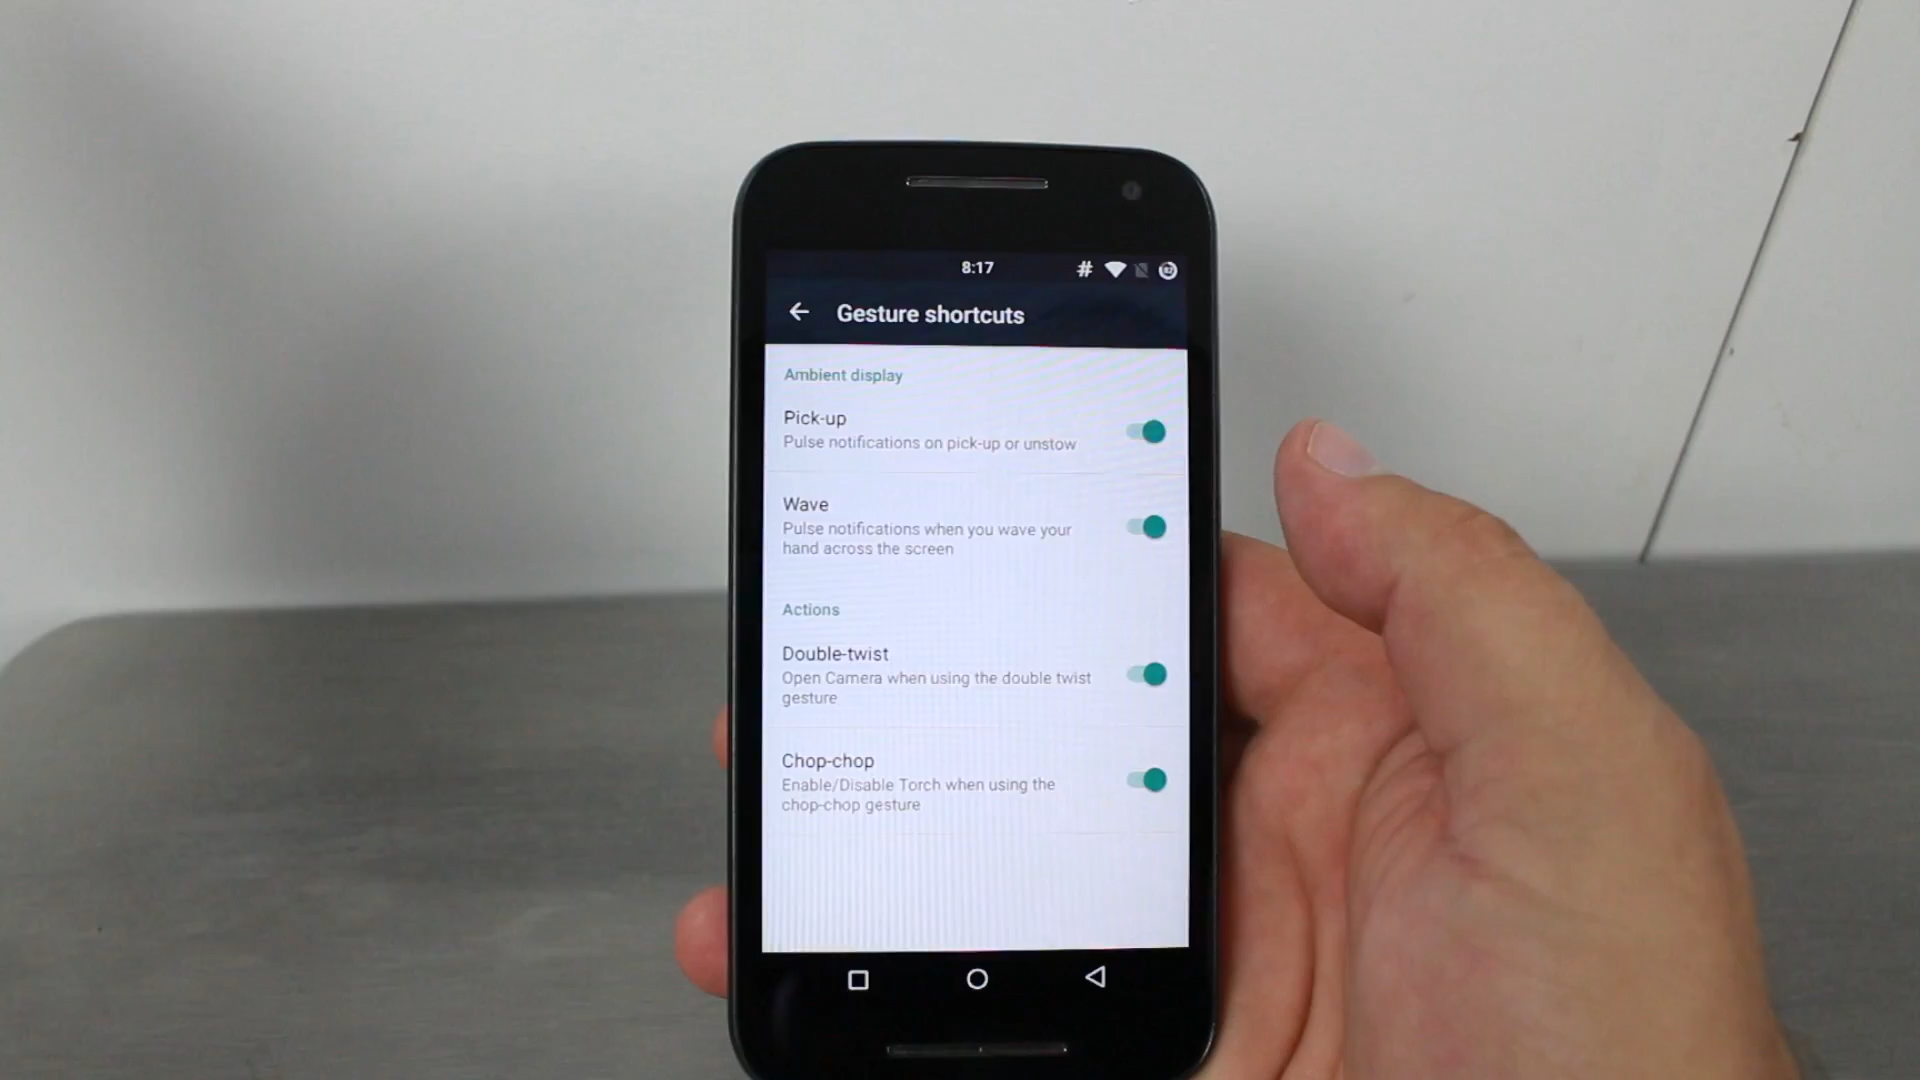 8:17
Gesture shortcuts
Ambient display
Pick-up
Pulse notifications on pick-up or unstow
Wave
Pulse notifications when you wave your
hand across the screen
Actions
Double-twist
Open Camera when using the double twist
gesture
Chop-chop
Enable/Disable Torch when using the
chop-chop gesture